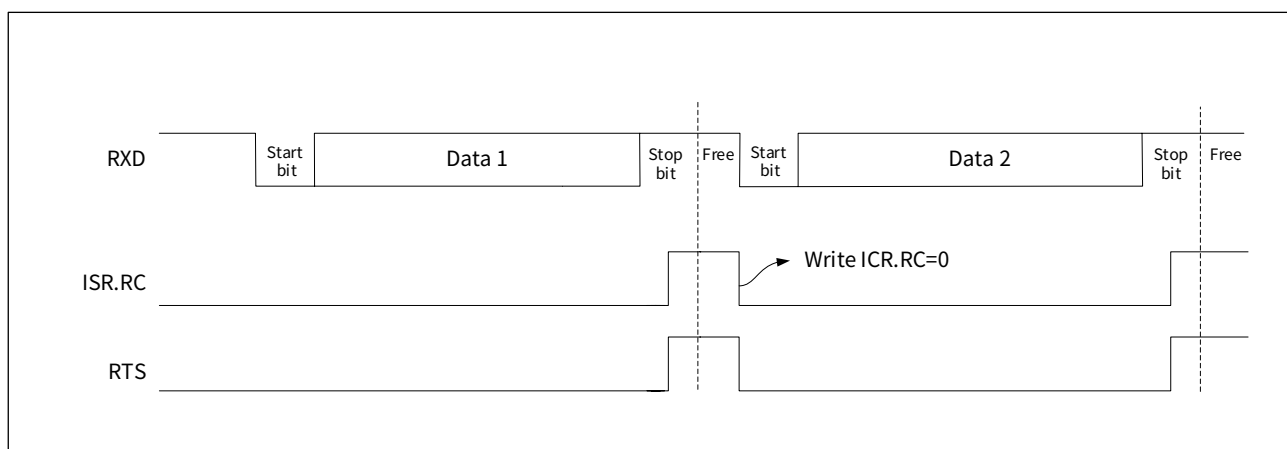 RXD
Start
bit
Data 1
Stop
bit
Free
Start
bit
Data 2
Stop
bit
Free
ISR.RC
Write ICR.RC=0
RTS